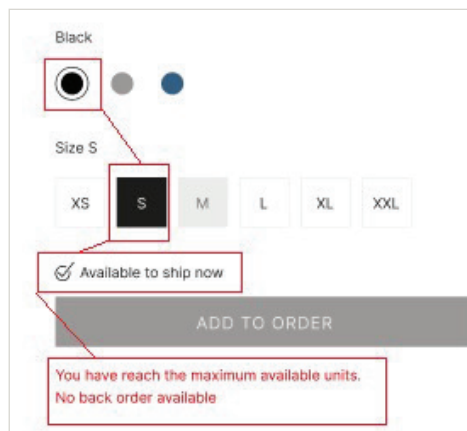 Black
Size S
XS S M L XL XXL
Available to ship now
ADD TO ORDER
You have reach the maximum available units.
No back order available